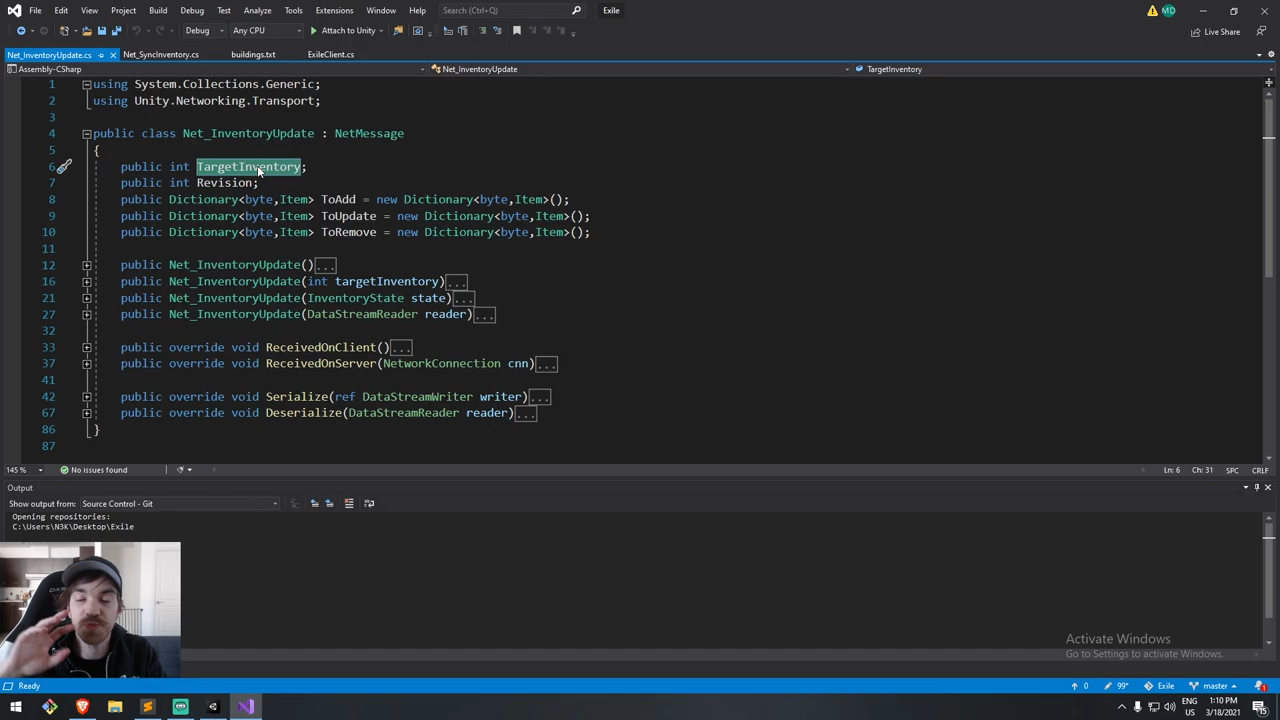 File Edit View Git Project Build Debug Test Analyze Tools Extensions Window Help Search (Ctrl+Q) Exile MD
Debug Any CPU Attach to Unity Live Share
Net_InventoryUpdate.cs Net_SyncInventory.cs buildings.txt ExileClient.cs
Assembly-CSharp Net_InventoryUpdate TargetInventory
1 using System.Collections.Generic;
2 using Unity.Networking.Transport;
3
4 public class Net_InventoryUpdate : NetMessage
5 {
6 public int TargetInventory;
7 public int Revision;
8 public Dictionary<byte,Item> ToAdd = new Dictionary<byte,Item>();
9 public Dictionary<byte,Item> ToUpdate = new Dictionary<byte,Item>();
10 public Dictionary<byte,Item> ToRemove = new Dictionary<byte,Item>();
11
12 public Net_InventoryUpdate()...
16 public Net_InventoryUpdate(int targetInventory)...
21 public Net_InventoryUpdate(InventoryState state)...
27 public Net_InventoryUpdate(DataStreamReader reader)...
32
33 public override void ReceivedOnClient()...
37 public override void ReceivedOnServer(NetworkConnection cnn)...
41
42 public override void Serialize(ref DataStreamWriter writer)...
67 public override void Deserialize(DataStreamReader reader)...
86 }
87
145 % No issues found Ln: 6 Ch: 31 SPC CRLF
Output
Show output from: Source Control - Git
Opening repositories:
C:\Users\N3K\Desktop\Exile
Activate Windows
Go to Settings to activate Windows.
Ready 0 99* Exile master 1
ENG 1:10 PM
US 3/18/2021 15